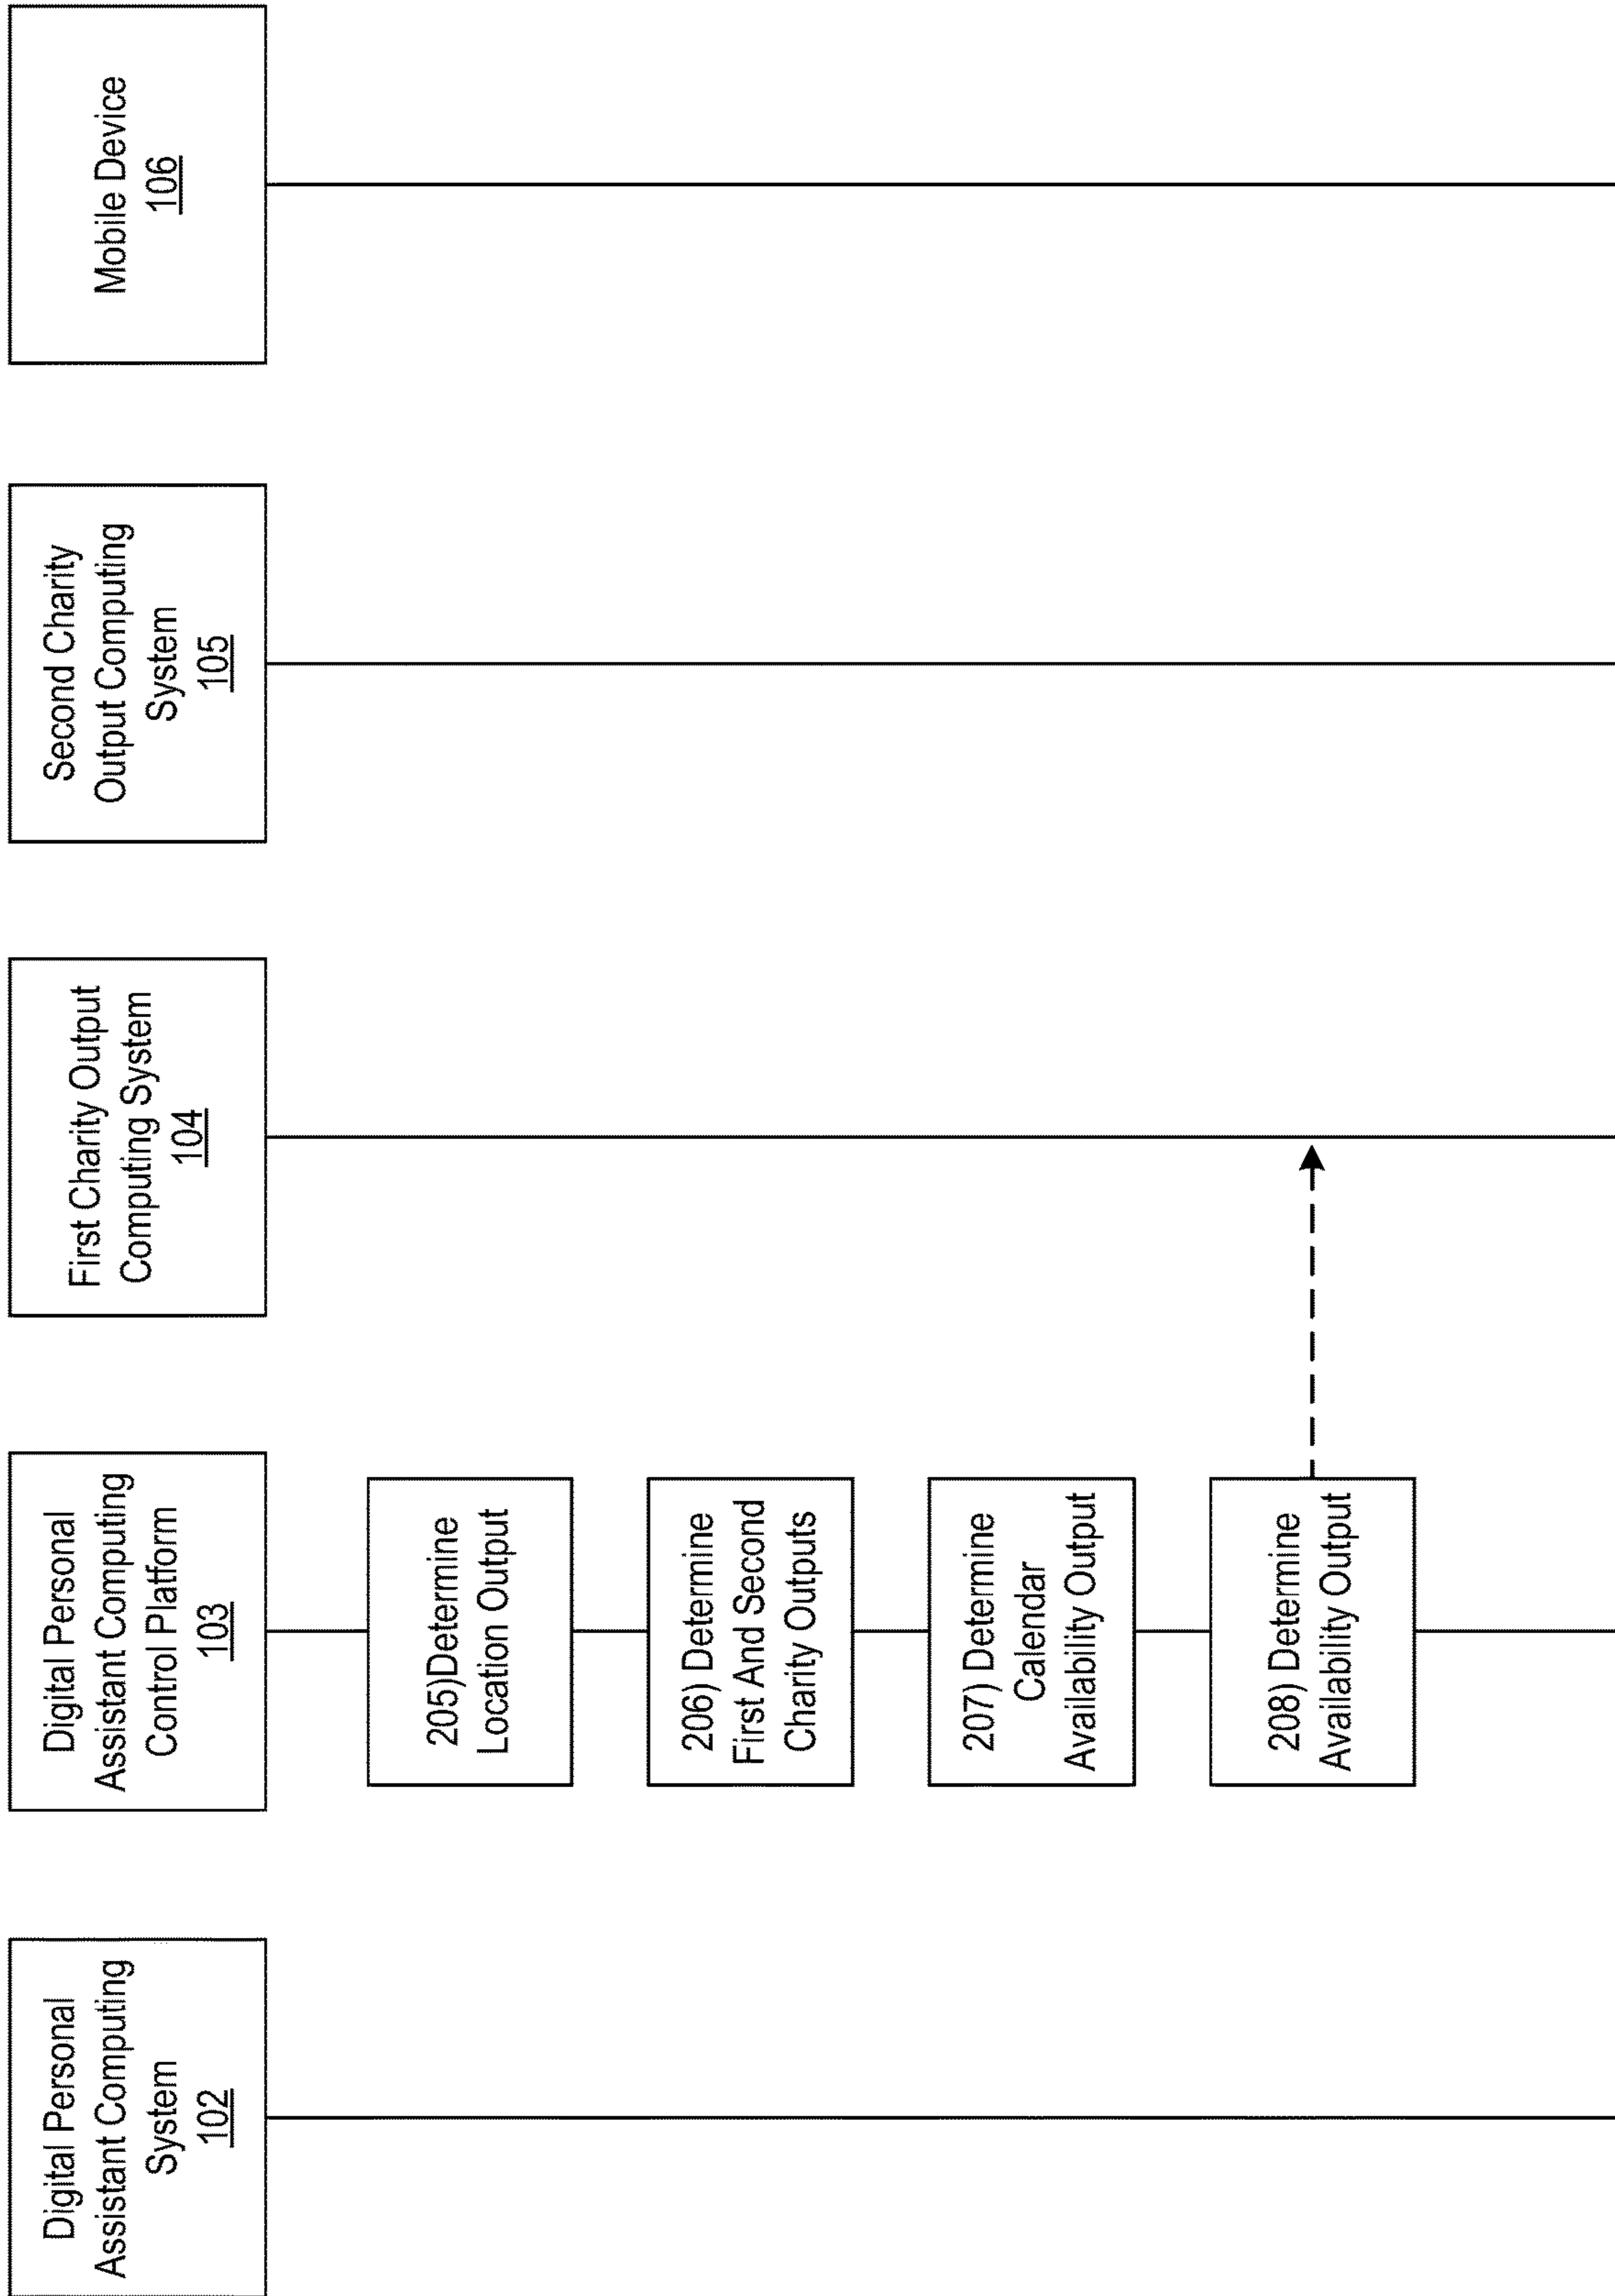 Digital Personal
Assistant Computing
System
102
Digital Personal
Assistant Computing
Control Platform
103
First Charity Output
Computing System
104
Second Charity
Output Computing
System
105
Mobile Device
106
205)Determine
Location Output
206) Determine
First And Second
Charity Outputs
207) Determine
Calendar
Availability Output
208) Determine
Availability Output